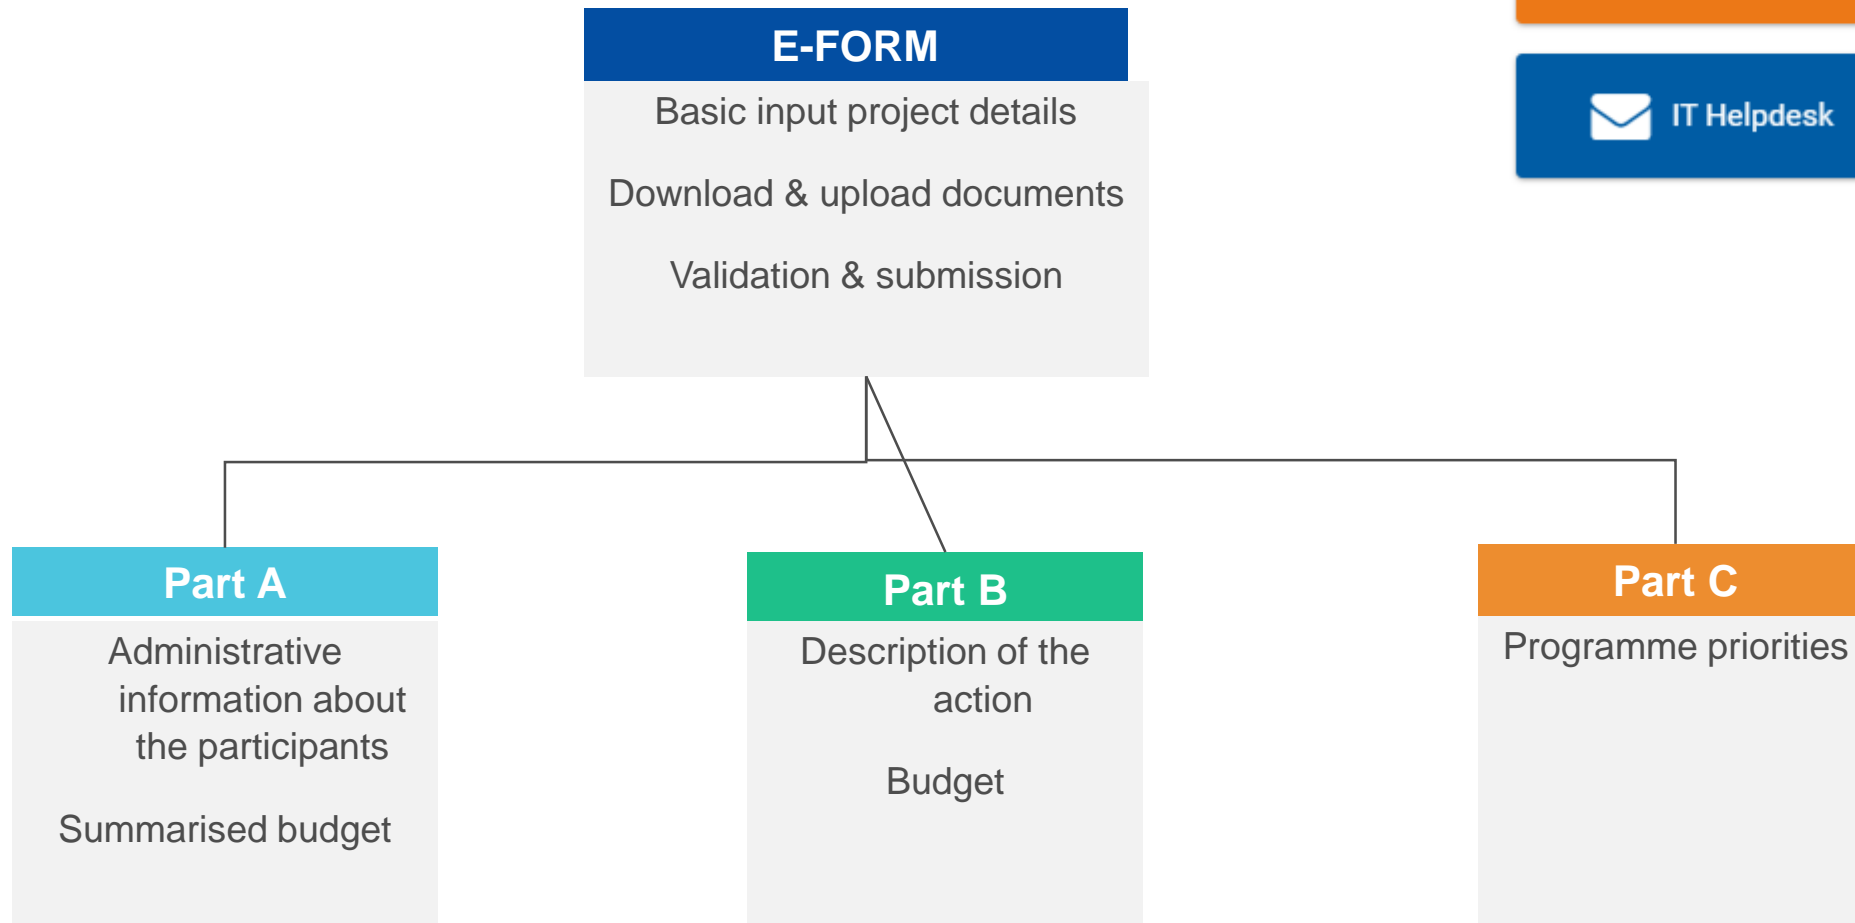 E-FORM
Basic input project details
Download & upload documents
Validation & submission
IT Helpdesk
Part A
Administrative
information about
the participants
Summarised budget
Part B
Description of the
action
Budget
Part C
Programme priorities